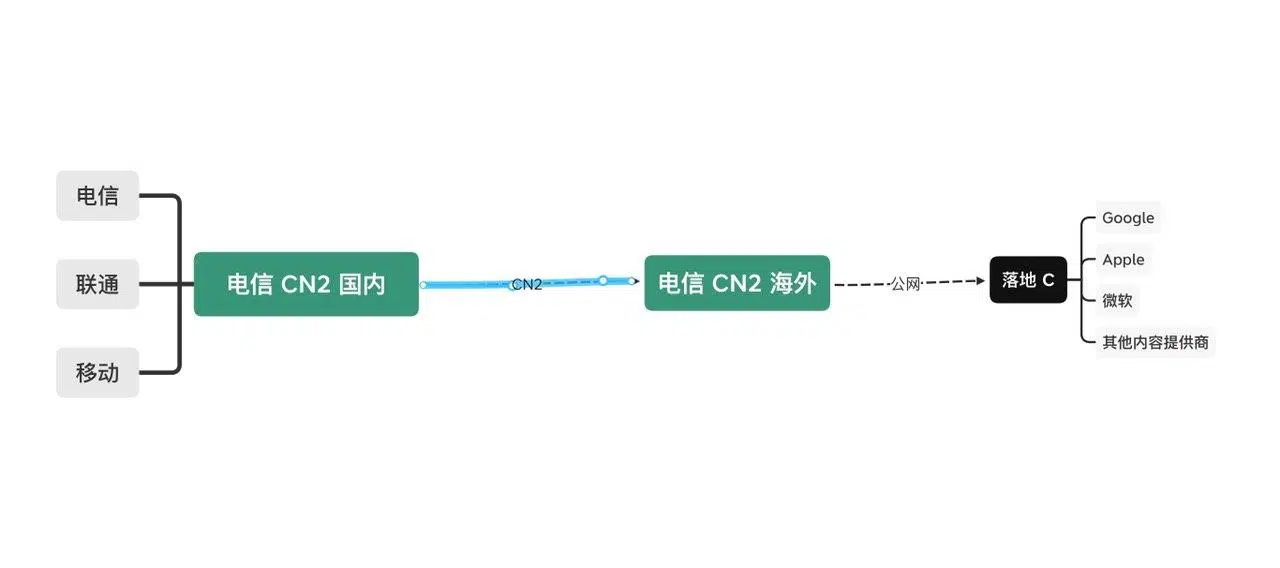 电信
联通
移动
电信 CN2 国内
CN2
电信 CN2 海外
公网
落地 C
Google
Apple
微软
其他内容提供商